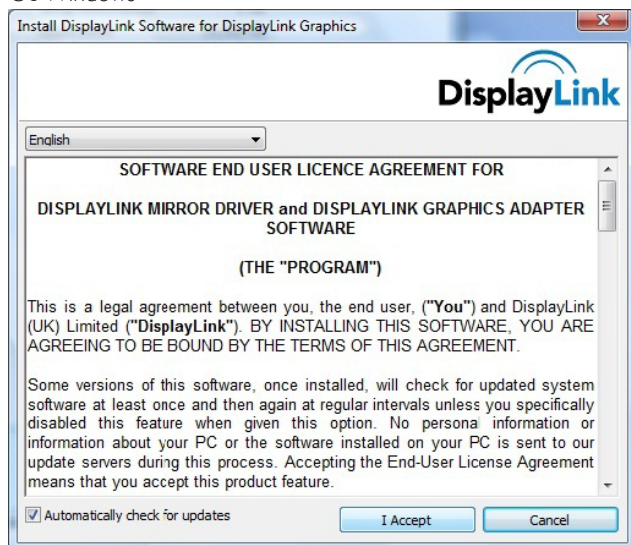 Install DisplayLink Software for DisplayLink Graphics
DisplayLink
English
SOFTWARE END USER LICENCE AGREEMENT FOR
DISPLAYLINK MIRROR DRIVER and DISPLAYLINK GRAPHICS ADAPTER
SOFTWARE
(THE "PROGRAM")
This is a legal agreement between you, the end user, ("You") and DisplayLink
(UK) Limited ("DisplayLink"). BY INSTALLING THIS SOFTWARE, YOU ARE
AGREEING TO BE BOUND BY THE TERMS OF THIS AGREEMENT.
Some versions of this software, once installed, will check for updated system
software at least once and then again at regular intervals unless you specifically
disabled this feature when given this option. No personal information or
information about your PC or the software installed on your PC is sent to our
update servers during this process. Accepting the End-User License Agreement
means that you accept this product feature.
Automatically check for updates
I Accept
Cancel